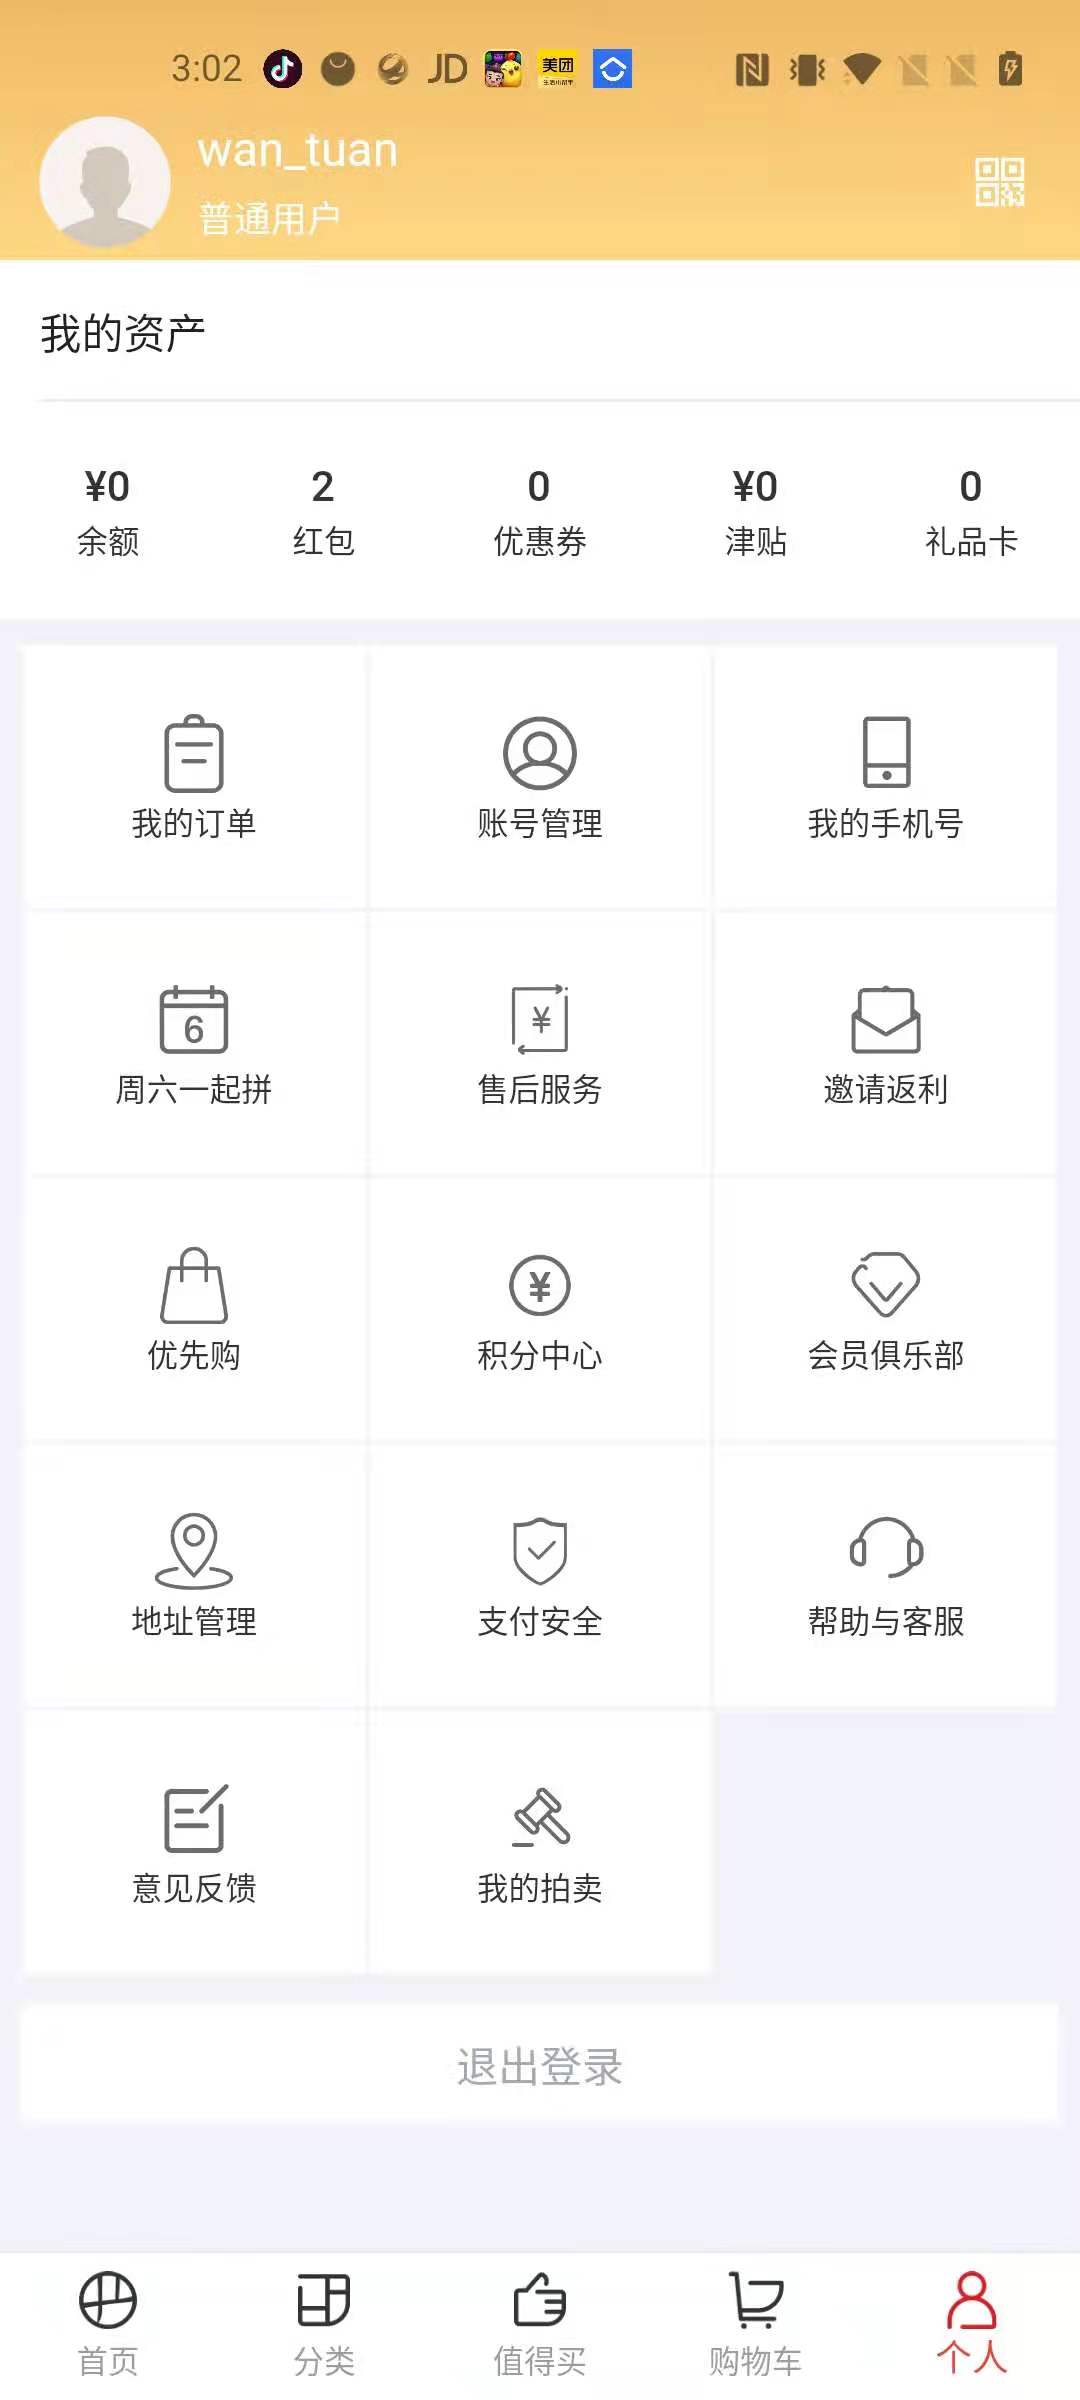 3:02 JD 美团
wan_tuan
普通用户
我的资产
¥0 2 0 ¥0 0
余额 红包 优惠券 津贴 礼品卡
我的订单 账号管理 我的手机号
6 ¥
周六一起拼 售后服务 邀请返利
¥
优先购 积分中心 会员俱乐部
地址管理 支付安全 帮助与客服
意见反馈 我的拍卖
退出登录
首页 分类 值得买 购物车 个人